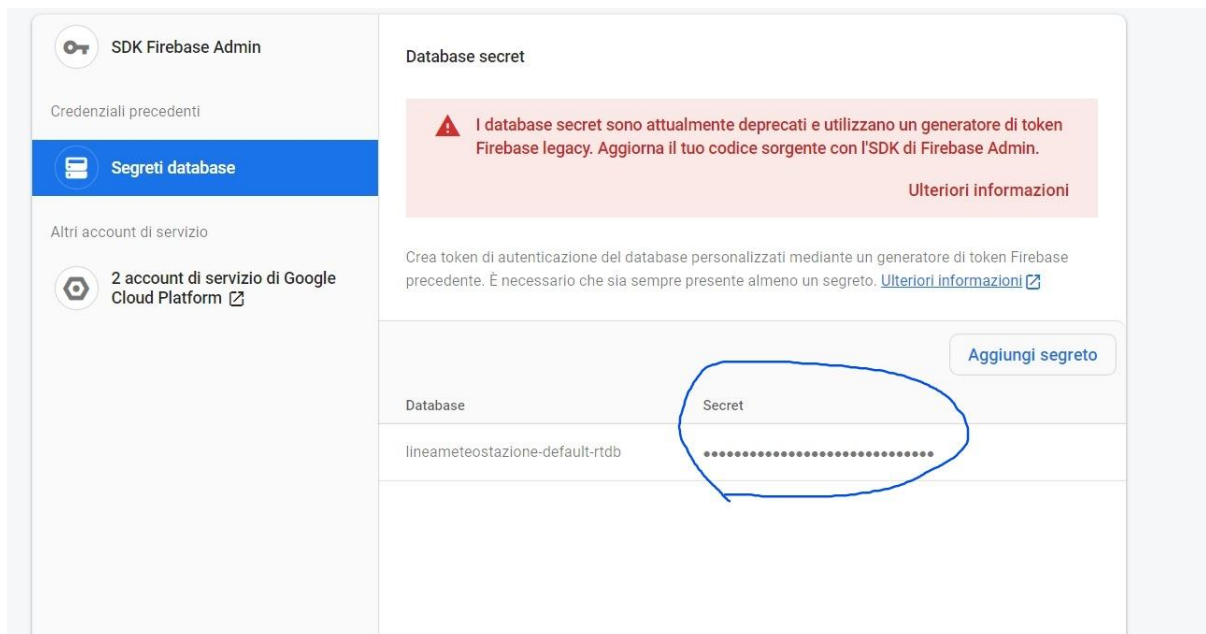 SDK Firebase Admin
Credenziali precedenti
Segreti database
Altri account di servizio
2 account di servizio di Google
Cloud Platform
Database secret
I database secret sono attualmente deprecati e utilizzano un generatore di token
Firebase legacy. Aggiorna il tuo codice sorgente con l'SDK di Firebase Admin.
Ulteriori informazioni
Crea token di autenticazione del database personalizzati mediante un generatore di token Firebase
precedente. È necessario che sia sempre presente almeno un segreto. Ulteriori informazioni
Aggiungi segreto
Database Secret
lineameteostazione-default-rtdb ••••••••••••••••••••••••••••••